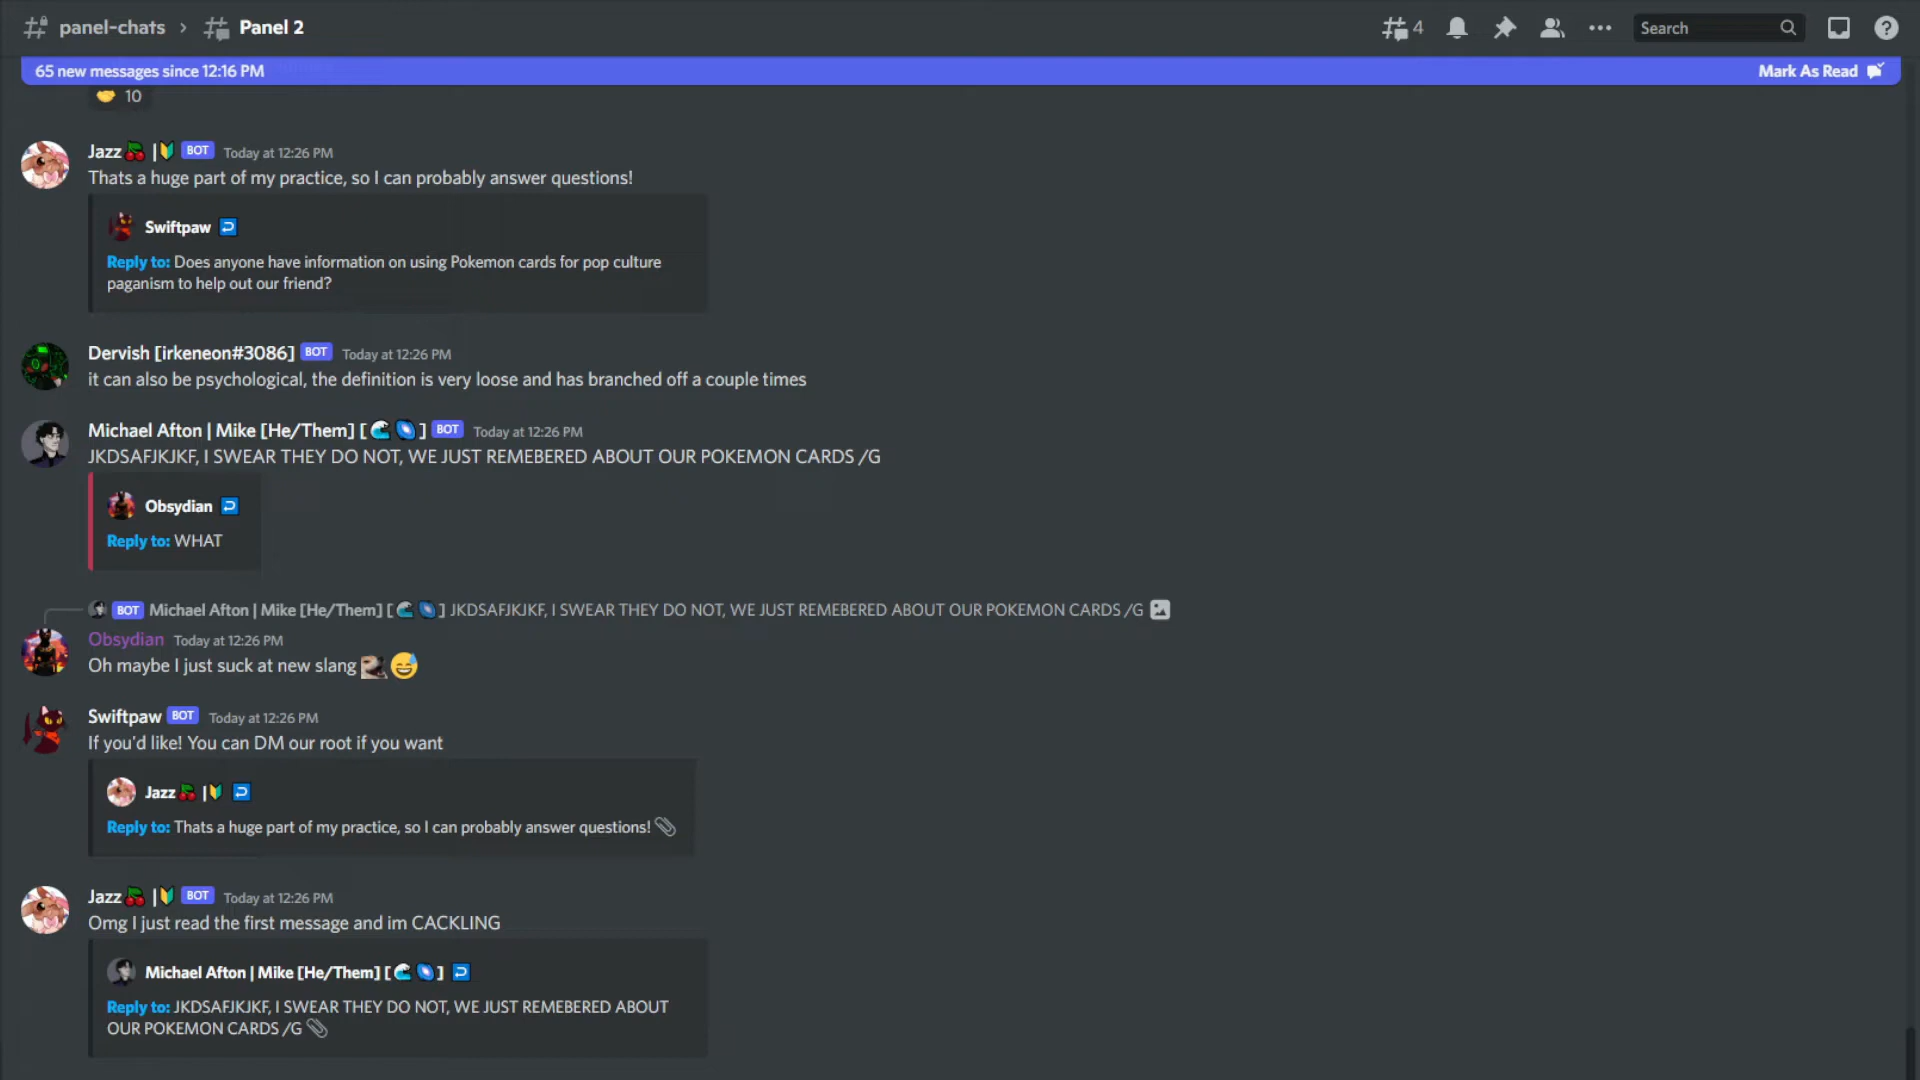 panel-chats › Panel 2
4
Search
65 new messages since 12:16 PM
Mark As Read
10
Jazz | BOT Today at 12:26 PM
Thats a huge part of my practice, so I can probably answer questions!
Swiftpaw
Reply to: Does anyone have information on using Pokemon cards for pop culture
paganism to help out our friend?
Dervish [irkeneon#3086] BOT Today at 12:26 PM
it can also be psychological, the definition is very loose and has branched off a couple times
Michael Afton | Mike [He/Them] [ ] BOT Today at 12:26 PM
JKDSAFJKJKF, I SWEAR THEY DO NOT, WE JUST REMEBERED ABOUT OUR POKEMON CARDS /G
Obsydian
Reply to: WHAT
BOT Michael Afton | Mike [He/Them] [ ] JKDSAFJKJKF, I SWEAR THEY DO NOT, WE JUST REMEBERED ABOUT OUR POKEMON CARDS /G
Obsydian Today at 12:26 PM
Oh maybe I just suck at new slang
Swiftpaw BOT Today at 12:26 PM
If you'd like! You can DM our root if you want
Jazz |
Reply to: Thats a huge part of my practice, so I can probably answer questions!
Jazz | BOT Today at 12:26 PM
Omg I just read the first message and im CACKLING
Michael Afton | Mike [He/Them] [ ]
Reply to: JKDSAFJKJKF, I SWEAR THEY DO NOT, WE JUST REMEBERED ABOUT
OUR POKEMON CARDS /G